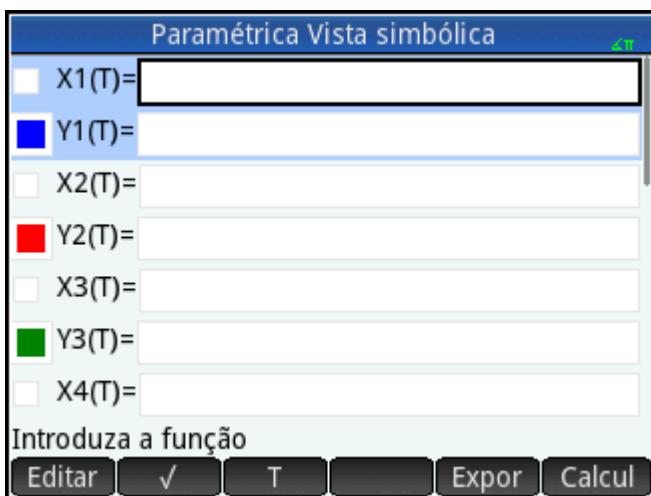 Paramétrica Vista simbólica
∡π
X1(T)=
Y1(T)=
X2(T)=
Y2(T)=
X3(T)=
Y3(T)=
X4(T)=
Introduza a função
Editar √ T Expor Calcul